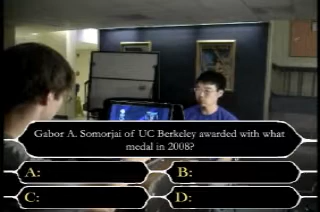 Gabor A. Somorjai of UC Berkeley awarded with what
medal in 2008?
A:
B:
C:
D: